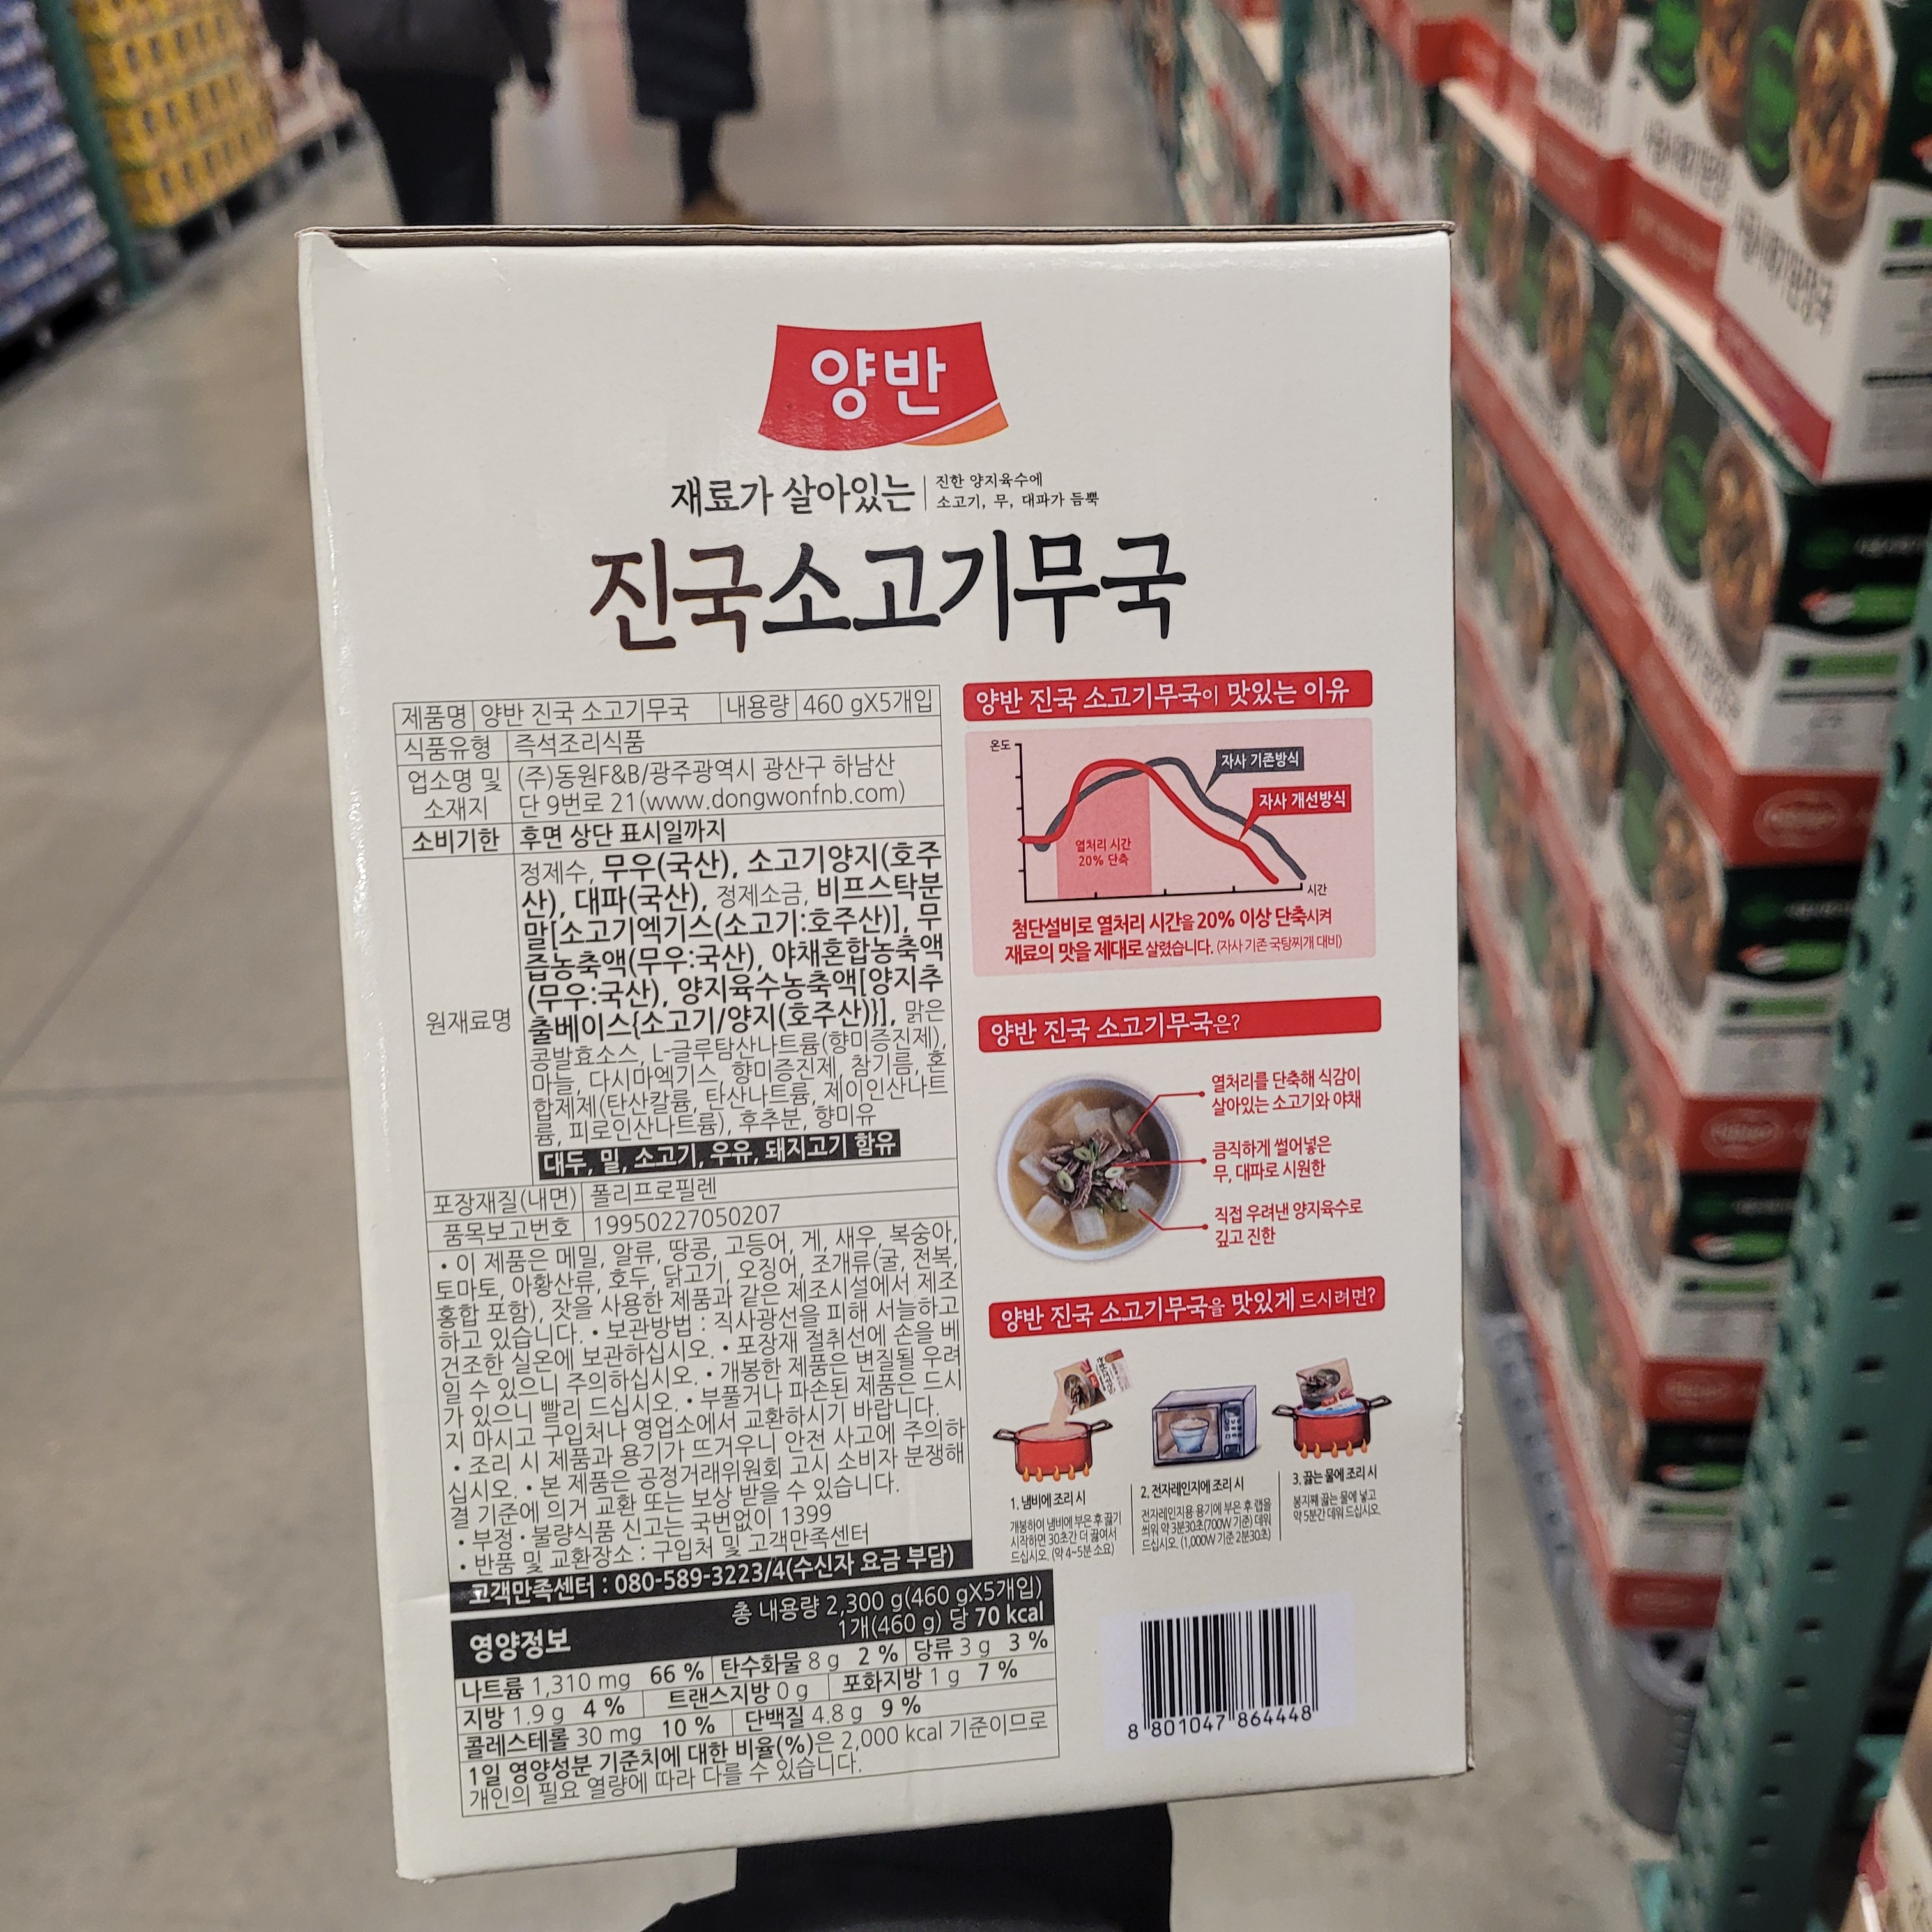 양반
재료가 살아있는
진한 양지육수에
소고기, 무, 대파가 듬뿍
진국소고기무국
제품명 양반 진국 소고기무국 내용량 460 gX5개입
식품유형 즉석조리식품
업소명 및 소재지 (주)동원F&B/광주광역시 광산구 하남산
단 9번로 21(www.dongwonfnb.com)
소비기한 후면 상단 표시일까지
원재료명
정제수, 무우(국산), 소고기양지(호주
산), 대파(국산), 정제소금, 비프스탁분
말[소고기엑기스(소고기:호주산)], 무
즙농축액(무우:국산), 야채혼합농축액
(무우:국산), 양지육수농축액[양지추
출베이스{소고기/양지(호주산)}], 맑은
콩발효소스, L-글루탐산나트륨(향미증진제),
마늘, 다시마엑기스, 향미증진제, 참기름, 혼
합제제(탄산칼륨, 탄산나트륨, 제이인산나트
륨, 피로인산나트륨), 후추분, 향미유
대두, 밀, 소고기, 우유, 돼지고기 함유
포장재질(내면) 폴리프로필렌
품목보고번호 19950227050207
• 이 제품은 메밀, 알류, 땅콩, 고등어, 게, 새우, 복숭아,
토마토, 아황산류, 호두, 닭고기, 오징어, 조개류(굴, 전복,
홍합 포함), 잣을 사용한 제품과 같은 제조시설에서 제조
하고 있습니다. • 보관방법 : 직사광선을 피해 서늘하고
건조한 실온에 보관하십시오. • 포장재 절취선에 손을 베
일 수 있으니 주의하십시오. • 개봉한 제품은 변질될 우려
가 있으니 빨리 드십시오. • 부풀거나 파손된 제품은 드시
지 마시고 구입처나 영업소에서 교환하시기 바랍니다.
• 조리 시 제품과 용기가 뜨거우니 안전 사고에 주의하
십시오. • 본 제품은 공정거래위원회 고시 소비자 분쟁해
결 기준에 의거 교환 또는 보상 받을 수 있습니다.
• 부정 · 불량식품 신고는 국번없이 1399
• 반품 및 교환장소 : 구입처 및 고객만족센터
고객만족센터 : 080-589-3223/4(수신자 요금 부담)
영양정보
총 내용량 2,300 g(460 gX5개입)
1개(460 g) 당 70 kcal
나트륨 1,310 mg 66 % 탄수화물 8 g 2 % 당류 3 g 3 %
지방 1.9 g 4 % 트랜스지방 0 g 포화지방 1 g 7 %
콜레스테롤 30 mg 10 % 단백질 4.8 g 9 %
1일 영양성분 기준치에 대한 비율(%)은 2,000 kcal 기준이므로
개인의 필요 열량에 따라 다를 수 있습니다.
양반 진국 소고기무국이 맛있는 이유
온도
자사 기존방식
자사 개선방식
열처리 시간
20% 단축
시간
첨단설비로 열처리 시간을 20% 이상 단축시켜
재료의 맛을 제대로 살렸습니다. (자사 기존 국탕찌개 대비)
양반 진국 소고기무국은?
열처리를 단축해 식감이
살아있는 소고기와 야채
큼직하게 썰어넣은
무, 대파로 시원한
직접 우려낸 양지육수로
깊고 진한
양반 진국 소고기무국을 맛있게 드시려면?
1. 냄비에 조리 시
개봉하여 냄비에 부은 후 끓기
시작하면 30초간 더 끓여서
드십시오. (약 4~5분 소요)
2. 전자레인지에 조리 시
전자레인지용 용기에 부은 후 랩을
씌워 약 3분30초(700W 기준) 데워
드십시오. (1,000W 기준 2분30초)
3. 끓는 물에 조리 시
봉지째 끓는 물에 넣고
약 5분간 데워 드십시오.
8 801047 864448